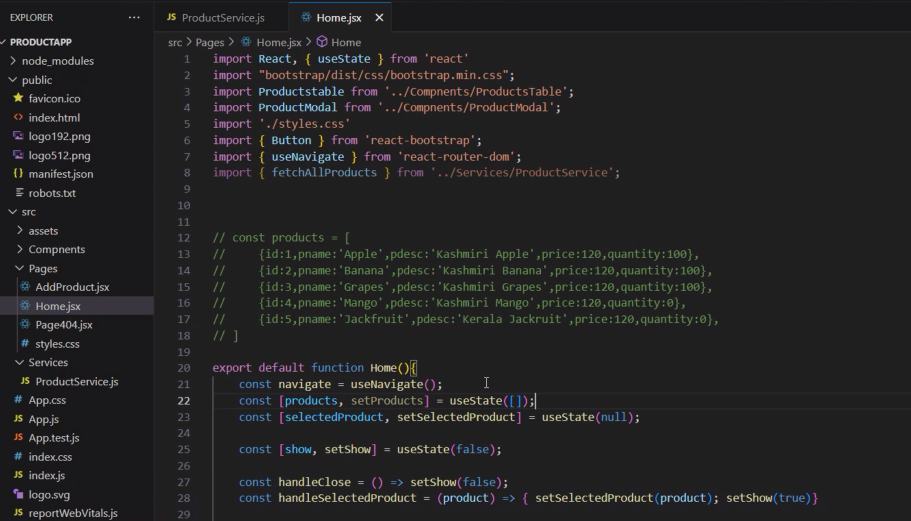 EXPLORER ...
PRODUCTAPP
node_modules
public
favicon.ico
index.html
logo192.png
logo512.png
manifest.json
robots.txt
src
assets
Compnents
Pages
AddProduct.jsx
Home.jsx
Page404.jsx
styles.css
Services
ProductService.js
App.css
App.js
App.test.js
index.css
index.js
logo.svg
reportWebVitals.js
JS ProductService.js Home.jsx ×
src > Pages > Home.jsx > Home
1 import React, { useState } from 'react'
2 import "bootstrap/dist/css/bootstrap.min.css";
3 import Productstable from '../Compnents/ProductsTable';
4 import ProductModal from '../Compnents/ProductModal';
5 import './styles.css'
6 import { Button } from 'react-bootstrap';
7 import { useNavigate } from 'react-router-dom';
8 import { fetchAllProducts } from '../Services/ProductService';
9
10
11
12 // const products = [
13 // {id:1,pname:'Apple',pdesc:'Kashmiri Apple',price:120,quantity:100},
14 // {id:2,pname:'Banana',pdesc:'Kashmiri Banana',price:120,quantity:100},
15 // {id:3,pname:'Grapes',pdesc:'Kashmiri Grapes',price:120,quantity:100},
16 // {id:4,pname:'Mango',pdesc:'Kashmiri Mango',price:120,quantity:0},
17 // {id:5,pname:'Jackfruit',pdesc:'Kerala Jackruit',price:120,quantity:0},
18 // ]
19
20 export default function Home(){
21 const navigate = useNavigate();
22 const [products, setProducts] = useState([]);
23 const [selectedProduct, setSelectedProduct] = useState(null);
24
25 const [show, setShow] = useState(false);
26
27 const handleClose = () => setShow(false);
28 const handleSelectedProduct = (product) => { setSelectedProduct(product); setShow(true)}
29